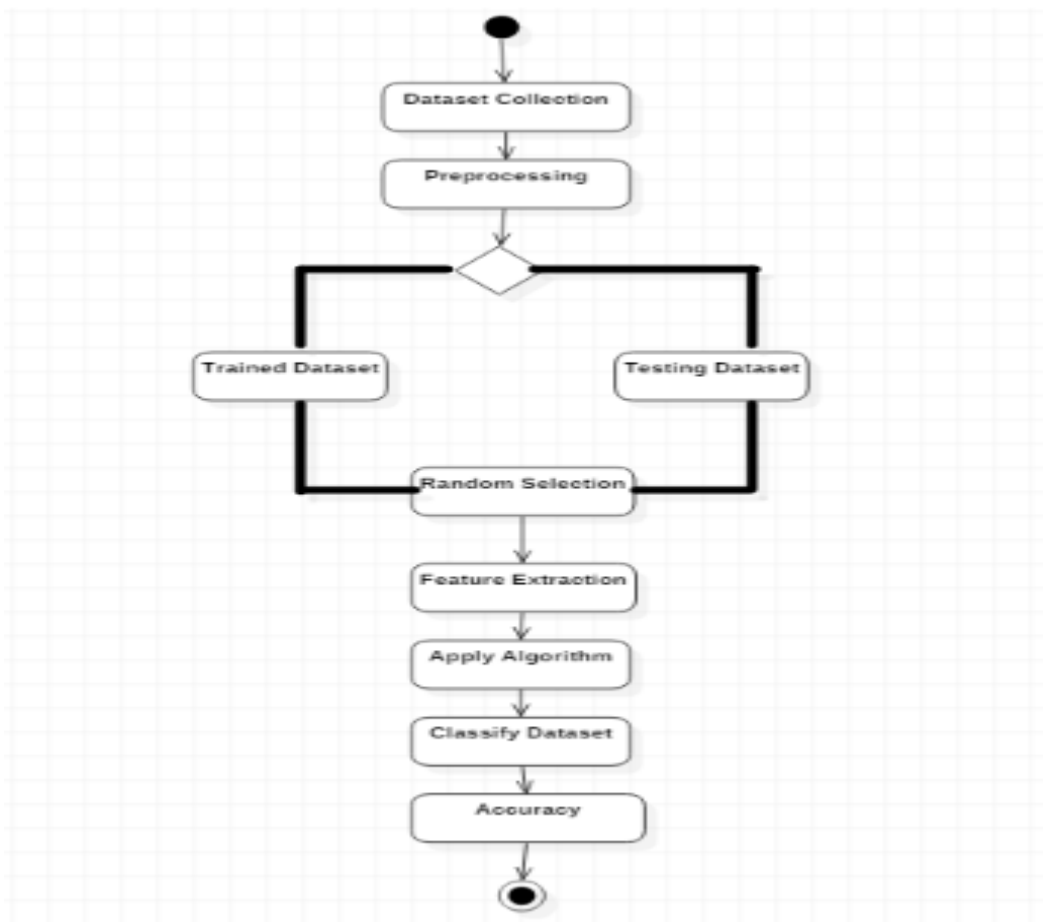 Dataset Collection
Preprocessing
Trained Dataset
Testing Dataset
Random Selection
Feature Extraction
Apply Algorithm
Classify Dataset
Accuracy